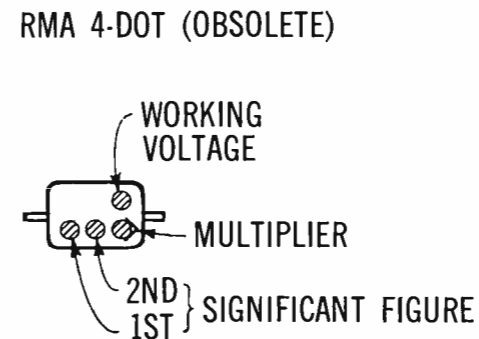 RMA 4-DOT (OBSOLETE)
WORKING
VOLTAGE
MULTIPLIER
2ND
1ST
SIGNIFICANT FIGURE